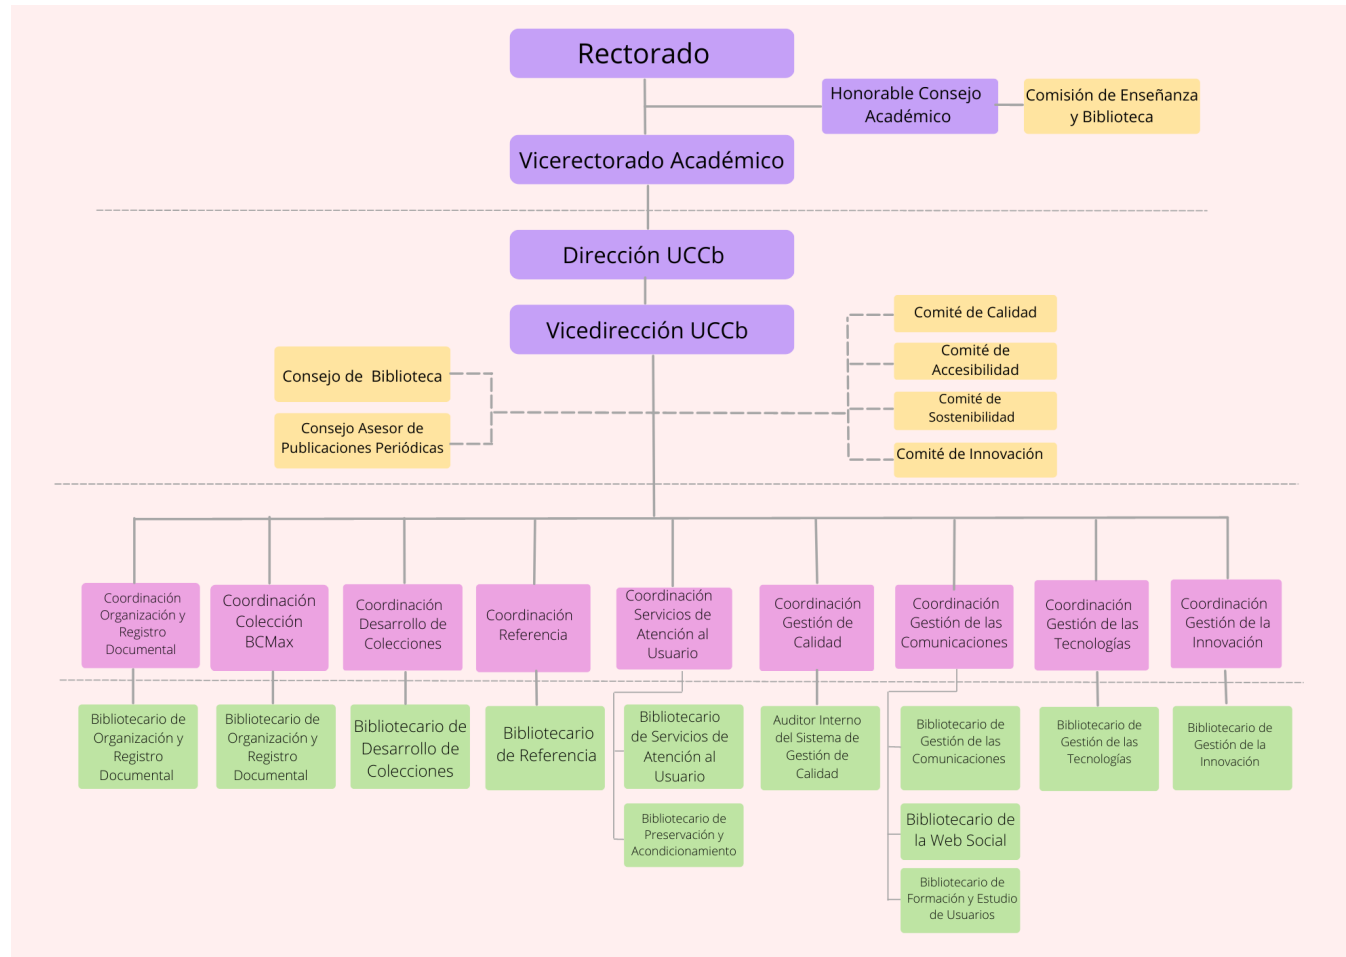 Rectorado
Honorable Consejo
Académico
Comisión de Enseñanza
y Biblioteca
Vicerectorado Académico
Dirección UCCb
Vicedirección UCCb
Comité de Calidad
Comité de
Accesibilidad
Comité de
Sostenibilidad
Comité de Innovación
Consejo de Biblioteca
Consejo Asesor de
Publicaciones Periódicas
Coordinación
Organización y
Registro
Documental
Coordinación
Colección
BCMax
Coordinación
Desarrollo de
Colecciones
Coordinación
Referencia
Coordinación
Servicios de
Atención al
Usuario
Coordinación
Gestión de
Calidad
Coordinación
Gestión de las
Comunicaciones
Coordinación
Gestión de las
Tecnologías
Coordinación
Gestión de la
Innovación
Bibliotecario de
Organización y
Registro
Documental
Bibliotecario de
Organización y
Registro
Documental
Bibliotecario de
Desarrollo de
Colecciones
Bibliotecario
de Referencia
Bibliotecario
de Servicios de
Atención al
Usuario
Auditor Interno
del Sistema de
Gestión de
Calidad
Bibliotecario de
Gestión de las
Comunicaciones
Bibliotecario de
Gestión de las
Tecnologías
Bibliotecario de
Gestión de la
Innovación
Bibliotecario de
Preservación y
Acondicionamiento
Bibliotecario de
la Web Social
Bibliotecario de
Formación y Estudio
de Usuarios